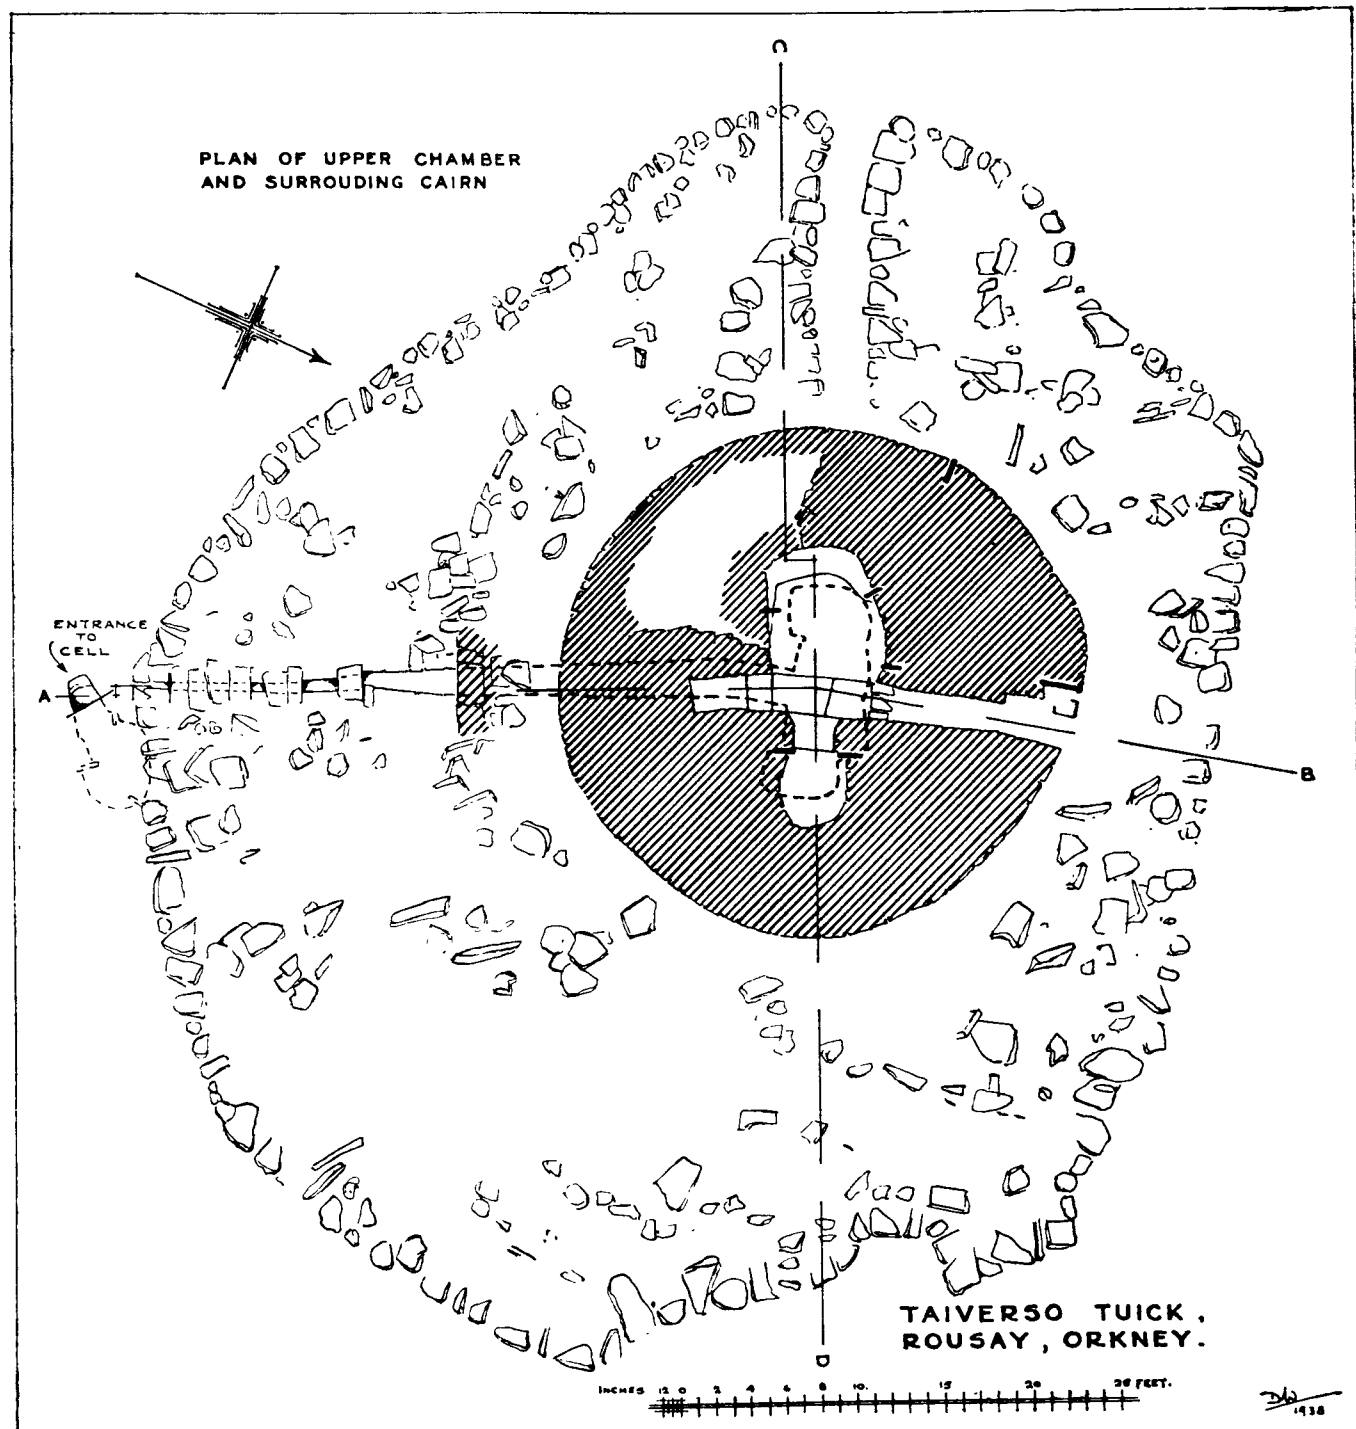 C
PLAN OF UPPER CHAMBER
AND SURROUDING CAIRN
ENTRANCE
TO
CELL
A
B
TAIVERSO TUICK,
ROUSAY, ORKNEY.
D
INCHES 12 0 2 4 6 8 10. 15 20 25 FEET.
DW
1938